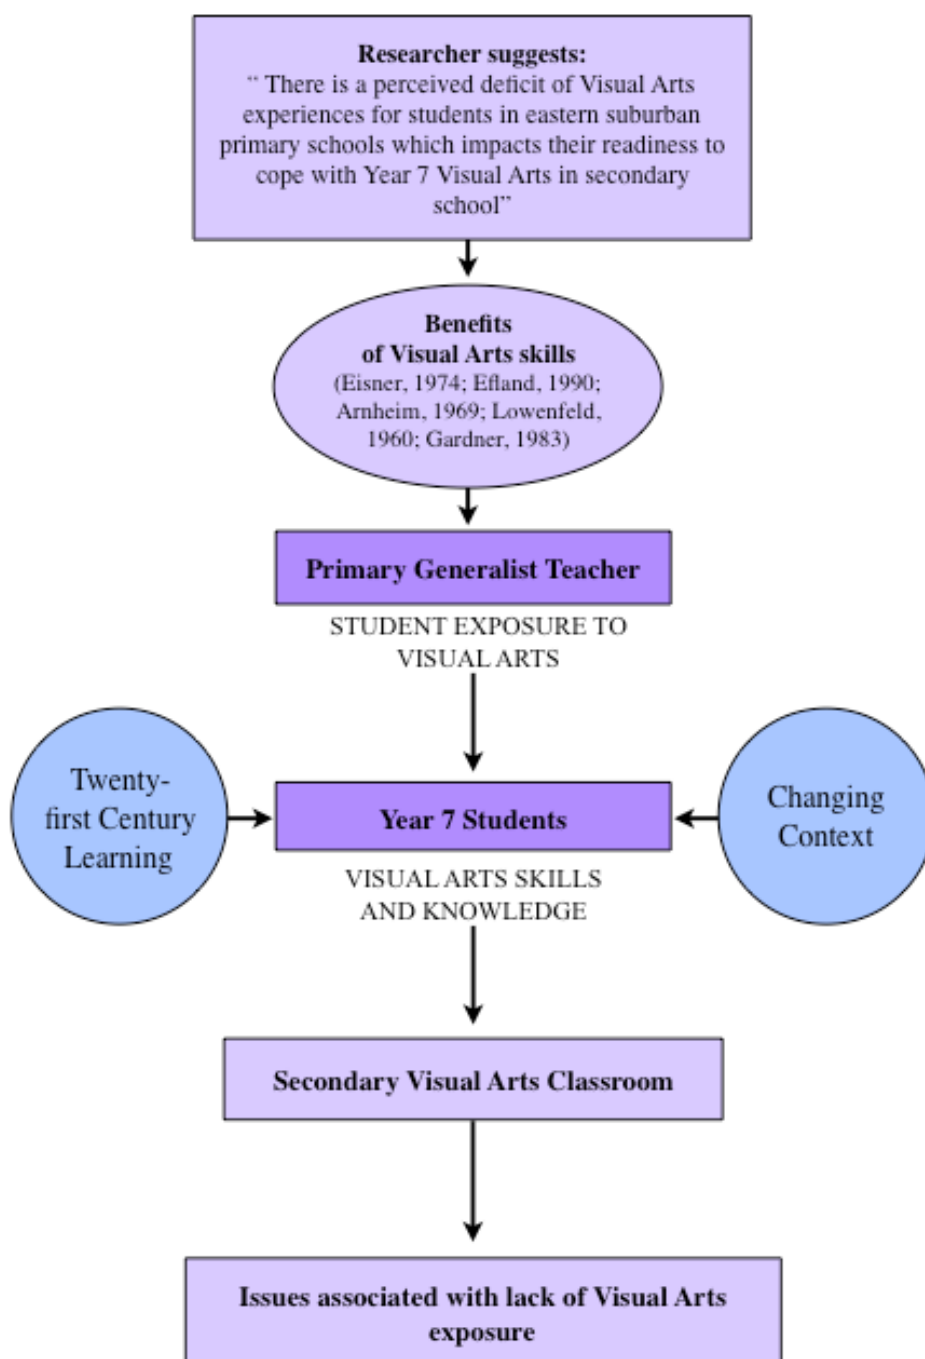 Researcher suggests:
“ There is a perceived deficit of Visual Arts
experiences for students in eastern suburban
primary schools which impacts their readiness to
cope with Year 7 Visual Arts in secondary
school”
Benefits
of Visual Arts skills
(Eisner, 1974; Efland, 1990;
Arnheim, 1969; Lowenfeld,
1960; Gardner, 1983)
Primary Generalist Teacher
STUDENT EXPOSURE TO
VISUAL ARTS
Twenty-
first Century
Learning
Year 7 Students
Changing
Context
VISUAL ARTS SKILLS
AND KNOWLEDGE
Secondary Visual Arts Classroom
Issues associated with lack of Visual Arts
exposure